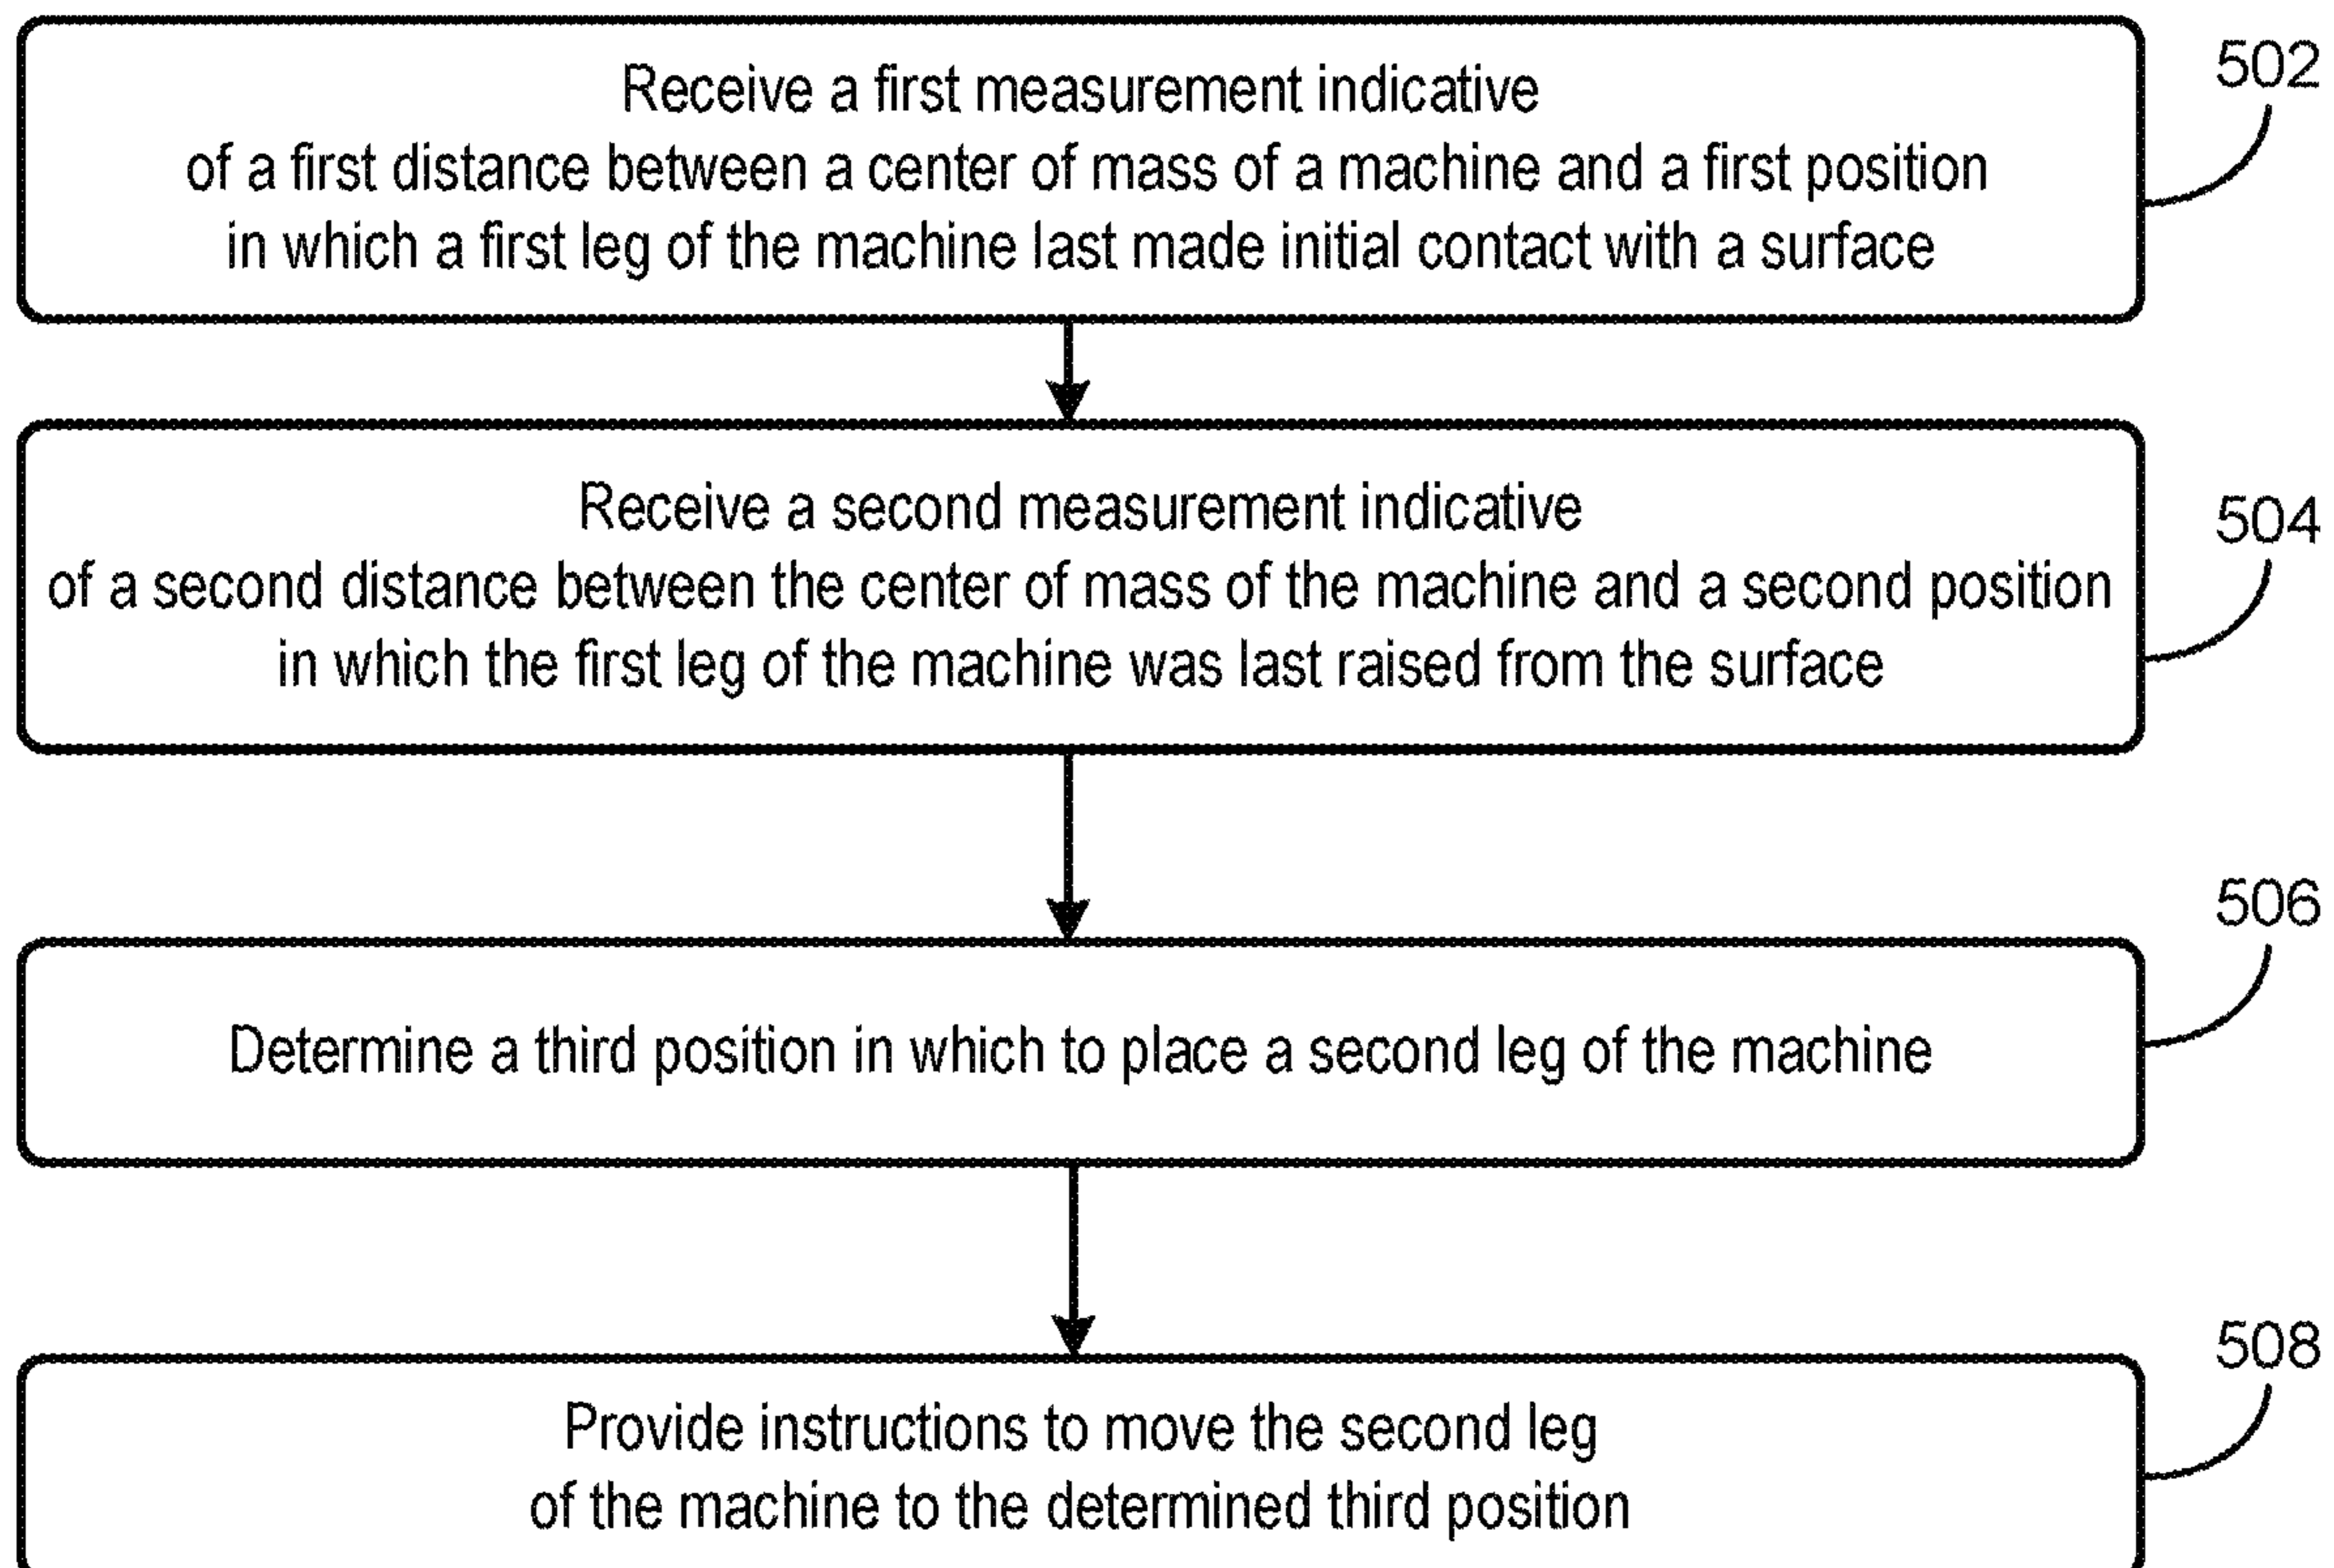 Receive a first measurement indicative
of a first distance between a center of mass of a machine and a first position
in which a first leg of the machine last made initial contact with a surface
502
Receive a second measurement indicative
of a second distance between the center of mass of the machine and a second position
in which the first leg of the machine was last raised from the surface
504
Determine a third position in which to place a second leg of the machine
506
Provide instructions to move the second leg
of the machine to the determined third position
508